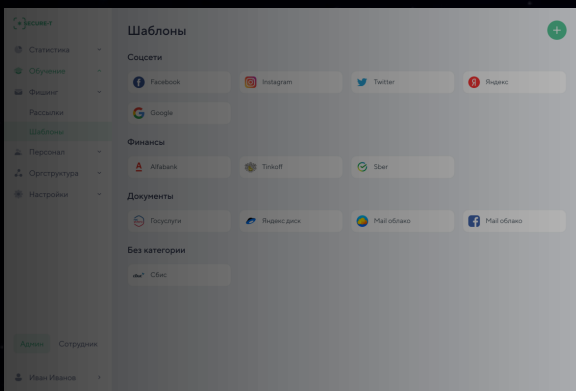 SECURE-T
Статистика
Обучение
Фишинг
Рассылки
Шаблоны
Персонал
Оргструктура
Настройки
Админ
Сотрудник
Иван Иванов
Шаблоны
Соцсети
Facebook
Instagram
Twitter
Яндекс
Google
Финансы
Alfabank
Tinkoff
Sber
Документы
Госуслуги
Яндекс.диск
Mail облако
Mail облако
Без категории
Сбис